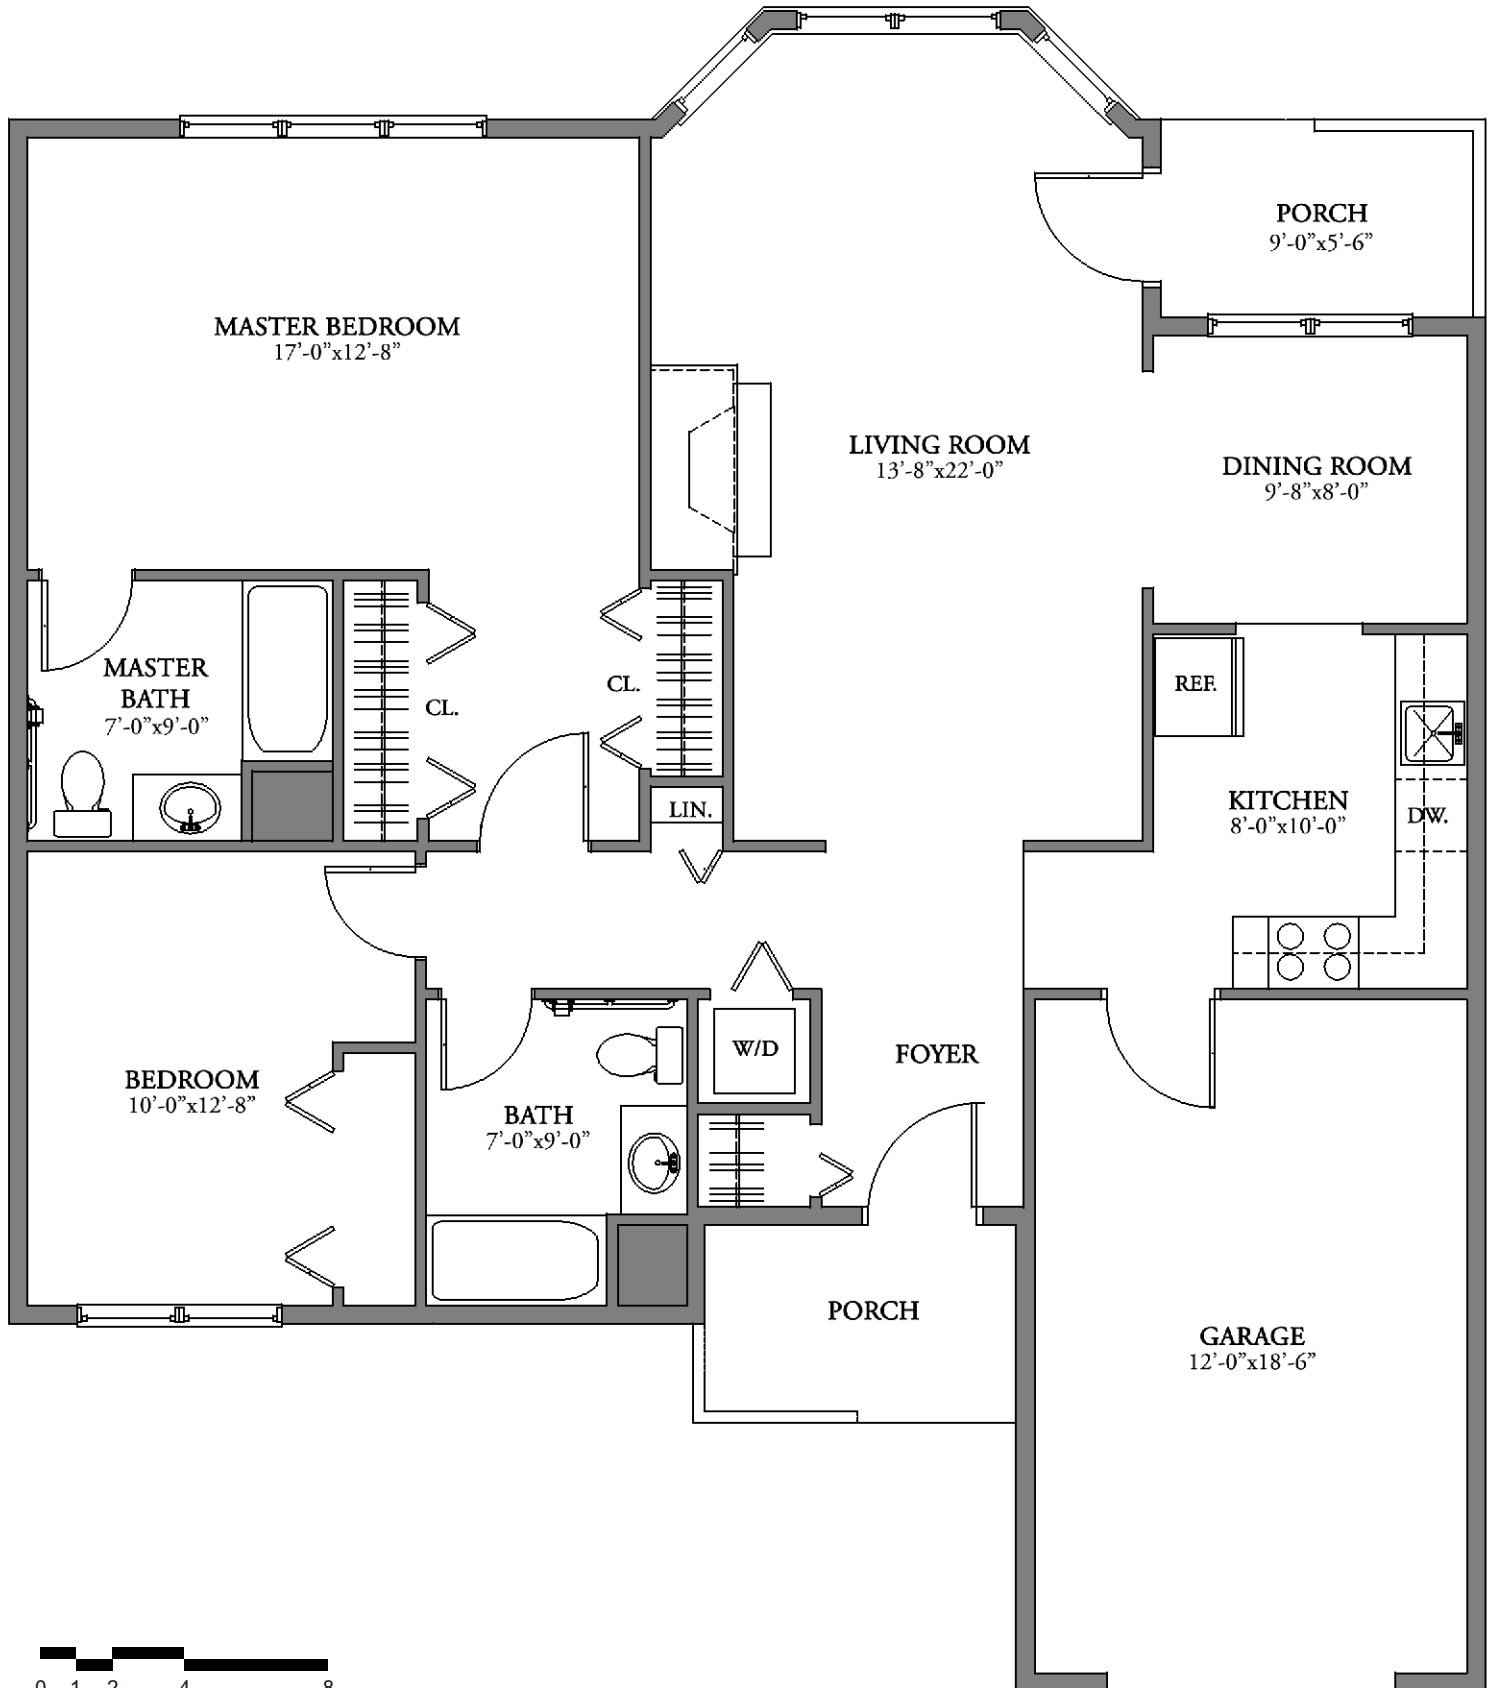 PORCH
9'-0"x5'-6"
MASTER BEDROOM
17'-0"x12'-8"
LIVING ROOM
13'-8"x22'-0"
DINING ROOM
9'-8"x8'-0"
MASTER
BATH
7'-0"x9'-0"
CL.
CL.
REF.
LIN.
KITCHEN
8'-0"x10'-0"
DW.
W/D
FOYER
BEDROOM
10'-0"x12'-8"
BATH
7'-0"x9'-0"
PORCH
GARAGE
12'-0"x18'-6"
0 1 2 4 8